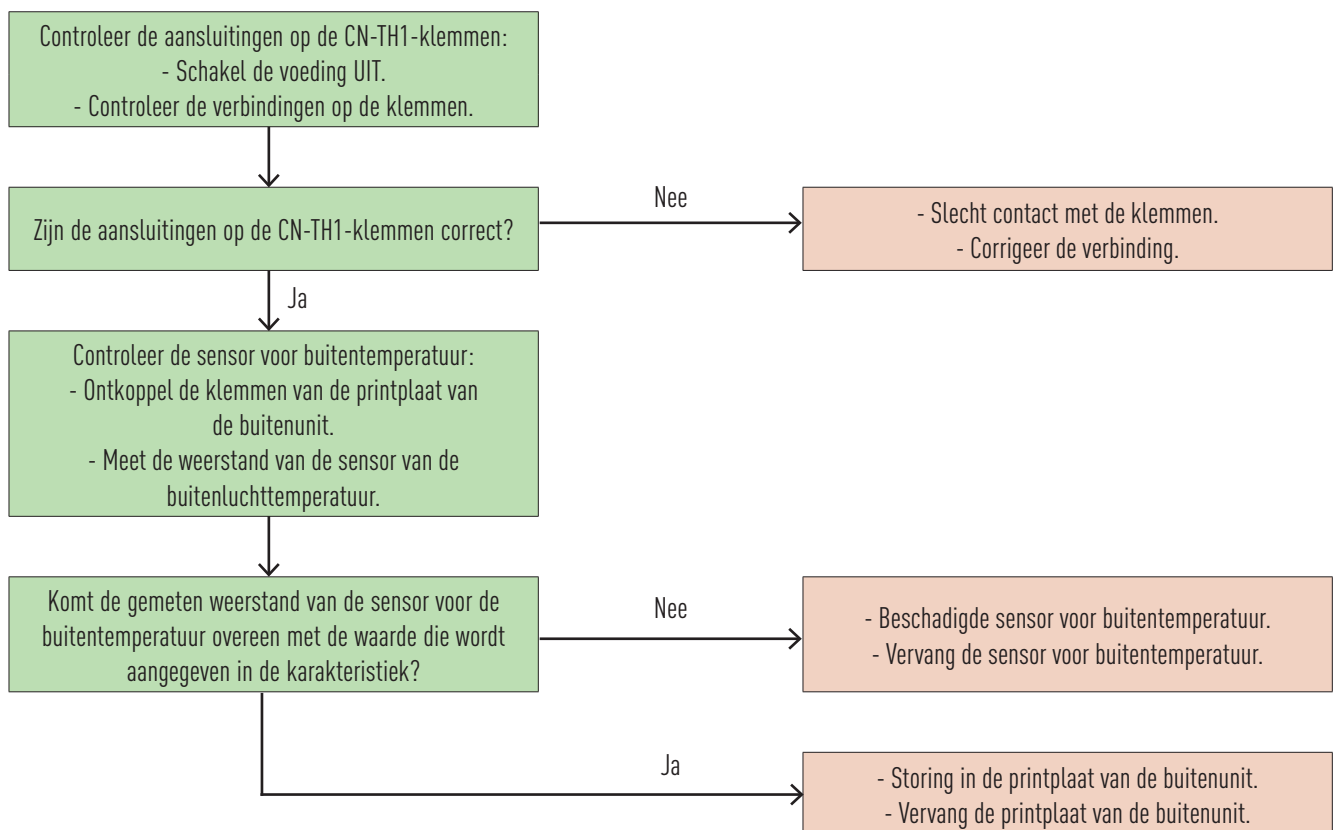 Controleer de aansluitingen op de CN-TH1-klemmen:
- Schakel de voeding UIT.
- Controleer de verbindingen op de klemmen.
Zijn de aansluitingen op de CN-TH1-klemmen correct?
Nee
- Slecht contact met de klemmen.
- Corrigeer de verbinding.
Ja
Controleer de sensor voor buitentemperatuur:
- Ontkoppel de klemmen van de printplaat van
de buitenunit.
- Meet de weerstand van de sensor van de
buitenluchttemperatuur.
Komt de gemeten weerstand van de sensor voor de
buitentemperatuur overeen met de waarde die wordt
aangegeven in de karakteristiek?
Nee
- Beschadigde sensor voor buitentemperatuur.
- Vervang de sensor voor buitentemperatuur.
Ja
- Storing in de printplaat van de buitenunit.
- Vervang de printplaat van de buitenunit.